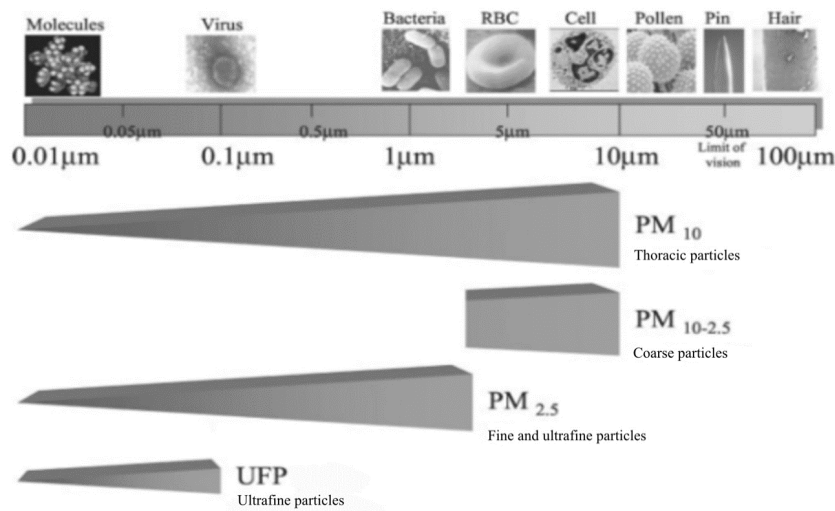 Molecules Virus Bacteria RBC Cell Pollen Pin Hair
0.05μm 0.5μm 5μm 50μm
0.01μm 0.1μm 1μm 10μm Limit of vision 100μm
PM 10
Thoracic particles
PM 10-2.5
Coarse particles
PM 2.5
Fine and ultrafine particles
UFP
Ultrafine particles